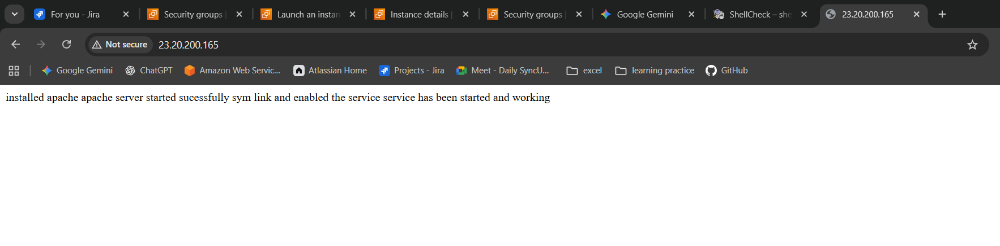 For you - Jira
Security groups |
Launch an instan
Instance details |
Security groups |
Google Gemini
ShellCheck – she
23.20.200.165
Not secure
23.20.200.165
Google Gemini
ChatGPT
Amazon Web Servic...
Atlassian Home
Projects - Jira
Meet - Daily SyncU...
excel
learning practice
GitHub
installed apache apache server started sucessfully sym link and enabled the service service has been started and working